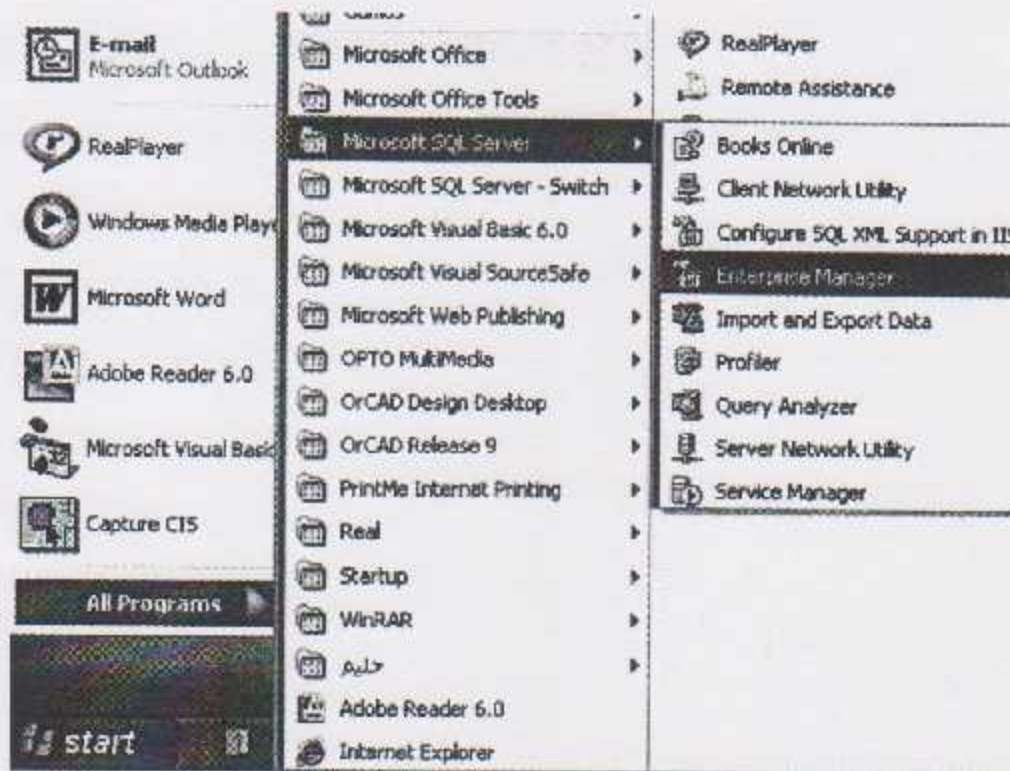 E-mail
Microsoft Outlook
RealPlayer
Windows Media Playe
Microsoft Word
Adobe Reader 6.0
Microsoft Visual Basic
Capture CIS
All Programs
start
Games
Microsoft Office
Microsoft Office Tools
Microsoft SQL Server
Microsoft SQL Server - Switch
Microsoft Visual Basic 6.0
Microsoft Visual SourceSafe
Microsoft Web Publishing
OPTO MultiMedia
OrCAD Design Desktop
OrCAD Release 9
PrintMe Internet Printing
Real
Startup
WinRAR
حليم
Adobe Reader 6.0
Internet Explorer
RealPlayer
Remote Assistance
Books Online
Client Network Utility
Configure SQL XML Support in IIS
Enterprise Manager
Import and Export Data
Profiler
Query Analyzer
Server Network Utility
Service Manager